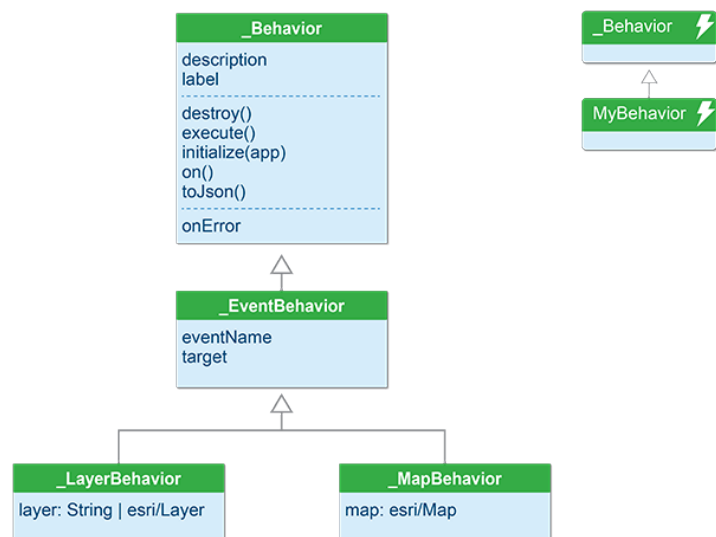 _Behavior
description
label
destroy()
execute()
initialize(app)
on()
toJson()
onError
_EventBehavior
eventName
target
_LayerBehavior
layer: String | esri/Layer
_MapBehavior
map: esri/Map
_Behavior
MyBehavior